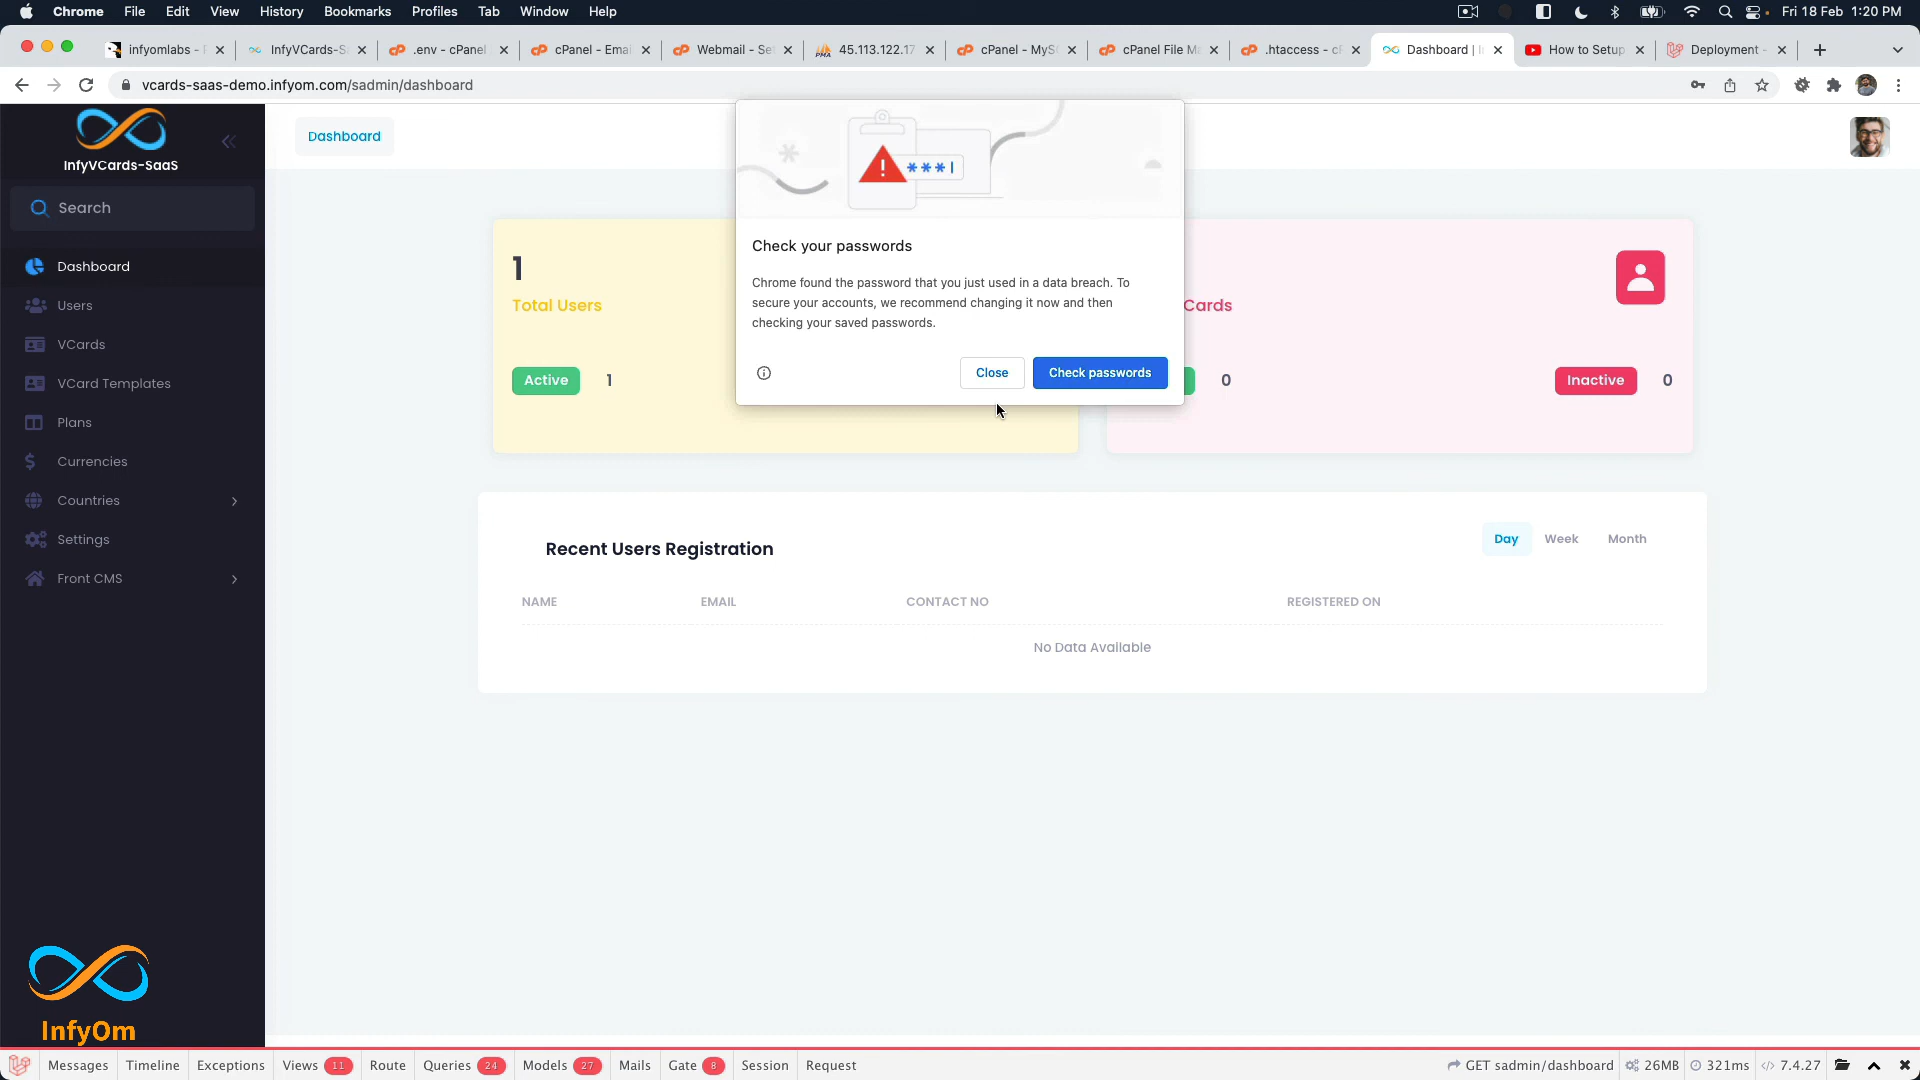 Chrome File Edit View History Bookmarks Profiles Tab Window Help Fri 18 Feb 1:20 PM
infyomlabs - InfyVCards-S .env - cPanel cPanel - Emai Webmail - Se 45.113.122.17 cPanel - MyS cPanel File M .htaccess - c Dashboard | How to Setup Deployment -
vcards-saas-demo.infyom.com/sadmin/dashboard
InfyVCards-SaaS
Search
Dashboard
Users
VCards
VCard Templates
Plans
Currencies
Countries
Settings
Front CMS
InfyOm
Dashboard
1
Total Users
Active 1
***
Check your passwords
Chrome found the password that you just used in a data breach. To
secure your accounts, we recommend changing it now and then
checking your saved passwords.
Close Check passwords
Cards
0 Inactive 0
Recent Users Registration
Day Week Month
NAME EMAIL CONTACT NO REGISTERED ON
No Data Available
Messages Timeline Exceptions Views 11 Route Queries 24 Models 27 Mails Gate 8 Session Request GET sadmin/dashboard 26MB 321ms 7.4.27